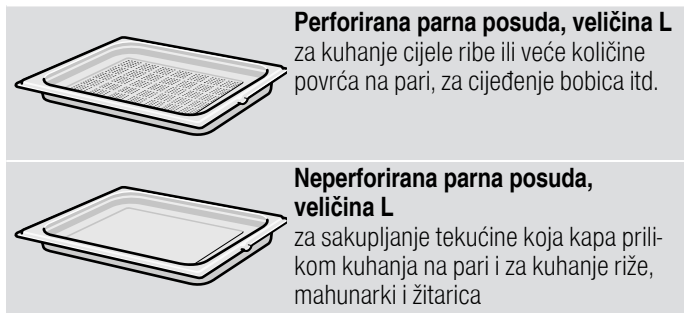 Perforirana parna posuda, veličina L
za kuhanje cijele ribe ili veće količine
povrća na pari, za cijeđenje bobica itd.
Neperforirana parna posuda,
veličina L
za sakupljanje tekućine koja kapa prili-
kom kuhanja na pari i za kuhanje riže,
mahunarki i žitarica